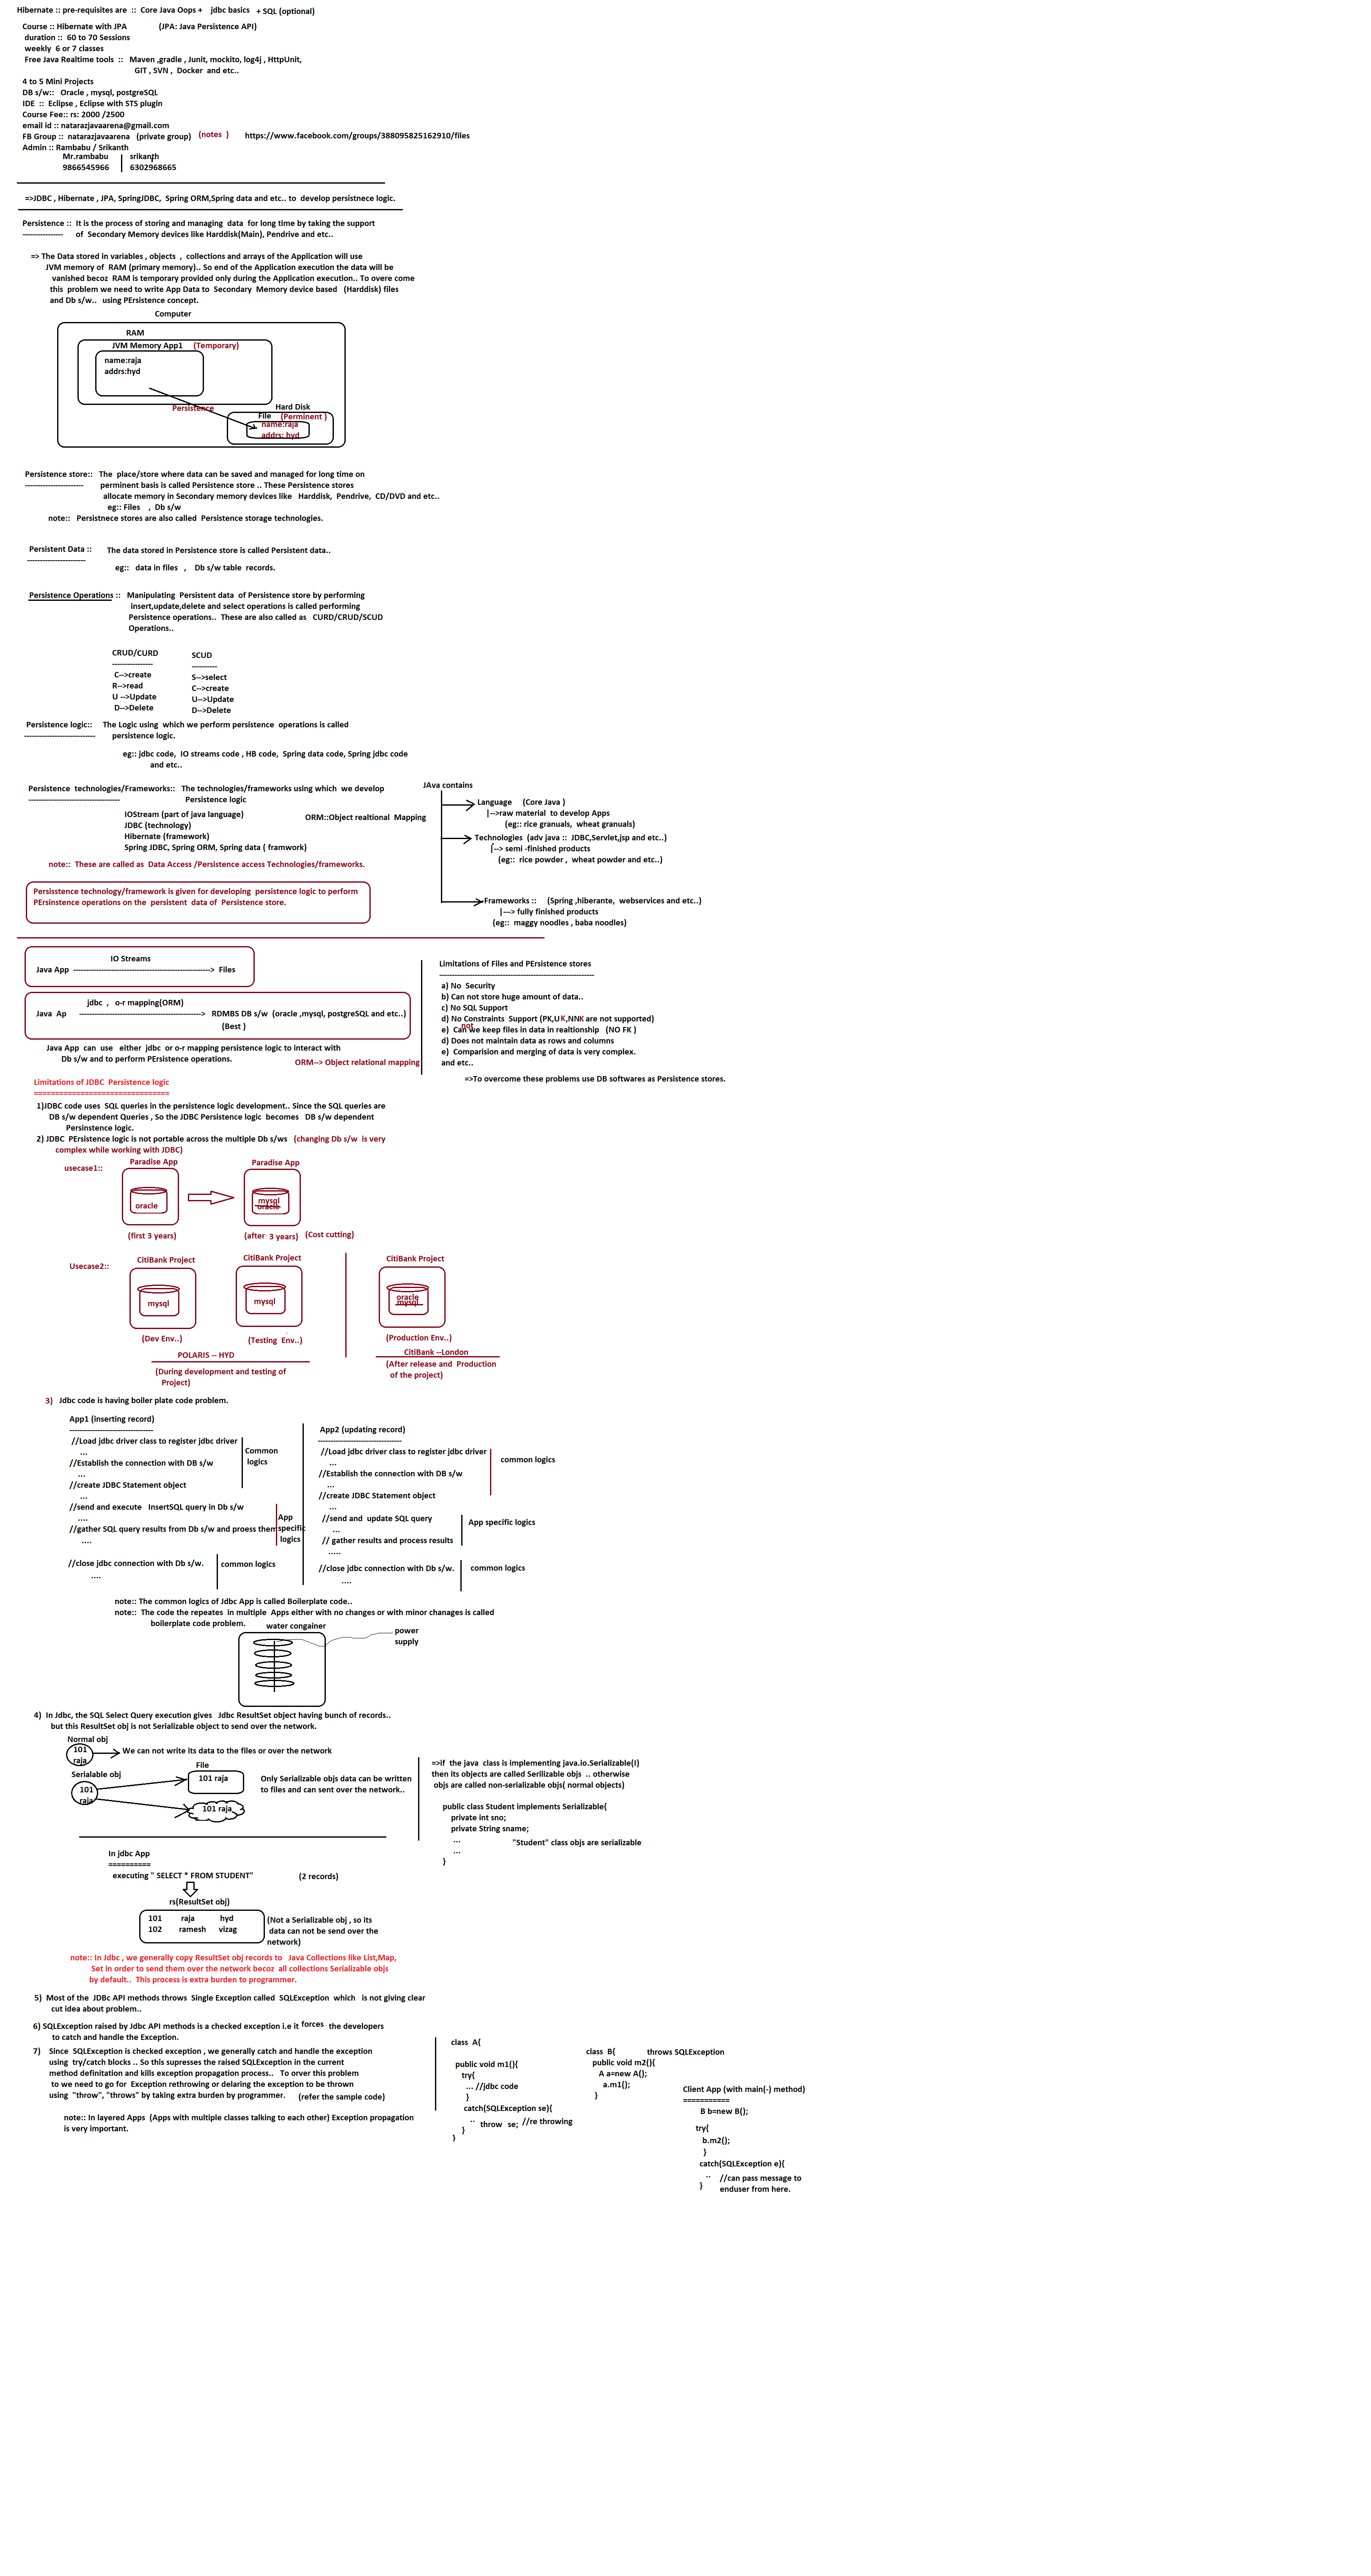 Hibernate :: pre-requisites are :: Core Java Oops + jdbc basics + SQL (optional)
Course :: Hibernate with JPA (JPA: Java Persistence API)
duration :: 60 to 70 Sessions
weekly 6 or 7 classes
Free Java Realtime tools :: Maven ,gradle , Junit, mockito, log4j , HttpUnit,
GIT , SVN , Docker and etc..
4 to 5 Mini Projects
DB s/w:: Oracle , mysql, postgreSQL
IDE :: Eclipse , Eclipse with STS plugin
Course Fee:: rs: 2000 /2500
email id :: natarazjavaarena@gmail.com
FB Group :: natarazjavaarena (private group) (notes ) https://www.facebook.com/groups/388095825162910/files
Admin :: Rambabu / Srikanth
Mr.rambabu srikanth
9866545966 6302968665
=>JDBC , Hibernate , JPA, SpringJDBC, Spring ORM,Spring data and etc.. to develop persistnece logic.
Persistence :: It is the process of storing and managing data for long time by taking the support
---------------- of Secondary Memory devices like Harddisk(Main), Pendrive and etc..
=> The Data stored in variables , objects , collections and arrays of the Application will use
JVM memory of RAM (primary memory).. So end of the Application execution the data will be
vanished becoz RAM is temporary provided only during the Application execution.. To overe come
this problem we need to write App Data to Secondary Memory device based (Harddisk) files
and Db s/w.. using PErsistence concept.
Computer
RAM
JVM Memory App1 (Temporary)
name:raja
addrs:hyd
Persistence
Hard Disk
File (Perminent )
name:raja
addrs: hyd
Persistence store:: The place/store where data can be saved and managed for long time on
----------------------- perminent basis is called Persistence store .. These Persistence stores
allocate memory in Secondary memory devices like Harddisk, Pendrive, CD/DVD and etc..
eg:: Files , Db s/w
note:: Persistnece stores are also called Persistence storage technologies.
Persistent Data :: The data stored in Persistence store is called Persistent data..
-----------------------
eg:: data in files , Db s/w table records.
Persistence Operations :: Manipulating Persistent data of Persistence store by performing
insert,update,delete and select operations is called performing
Persistence operations.. These are also called as CURD/CRUD/SCUD
Operations..
CRUD/CURD SCUD
---------------- ----------
C-->create S-->select
R-->read C-->create
U -->Update U-->Update
D-->Delete D-->Delete
Persistence logic:: The Logic using which we perform persistence operations is called
---------------------------- persistence logic.
eg:: jdbc code, IO streams code , HB code, Spring data code, Spring jdbc code
and etc..
Persistence technologies/Frameworks:: The technologies/frameworks using which we develop
------------------------------------ Persistence logic
IOStream (part of java language)
JDBC (technology)
Hibernate (framework)
Spring JDBC, Spring ORM, Spring data ( framwork)
ORM::Object realtional Mapping
note:: These are called as Data Access /Persistence access Technologies/frameworks.
JAva contains
Language (Core Java )
|-->raw material to develop Apps
(eg:: rice granuals, wheat granuals)
Technologies (adv java :: JDBC,Servlet,jsp and etc..)
|--> semi -finished products
(eg:: rice powder , wheat powder and etc..)
Frameworks :: (Spring ,hiberante, webservices and etc..)
|---> fully finished products
(eg:: maggy noodles , baba noodles)
Persisstence technology/framework is given for developing persistence logic to perform
PErsinstence operations on the persistent data of Persistence store.
IO Streams
Java App ------------------------------------------------------> Files
jdbc , o-r mapping(ORM)
Java Ap ------------------------------------------------> RDMBS DB s/w (oracle ,mysql, postgreSQL and etc..)
(Best )
Java App can use either jdbc or o-r mapping persistence logic to interact with
Db s/w and to perform PErsistence operations.
ORM--> Object relational mapping
Limitations of Files and PErsistence stores
-------------------------------------------------------------
a) No Security
b) Can not store huge amount of data..
c) No SQL Support
d) No Constraints Support (PK,UK,NNK are not supported)
not
e) Can we keep files in data in realtionship (NO FK )
d) Does not maintain data as rows and columns
e) Comparision and merging of data is very complex.
and etc..
=>To overcome these problems use DB softwares as Persistence stores.
Limitations of JDBC Persistence logic
================================
1)JDBC code uses SQL queries in the persistence logic development.. Since the SQL queries are
DB s/w dependent Queries , So the JDBC Persistence logic becomes DB s/w dependent
Persinstence logic.
2) JDBC PErsistence logic is not portable across the multiple Db s/ws (changing Db s/w is very
complex while working with JDBC)
usecase1::
Paradise App Paradise App
oracle
mysql
oracle
(first 3 years) (after 3 years) (Cost cutting)
Usecase2::
CitiBank Project CitiBank Project CitiBank Project
mysql mysql
oracle
mysql
(Dev Env..) (Testing Env..) (Production Env..)
POLARIS -- HYD CitiBank --London
(During development and testing of
Project)
(After release and Production
of the project)
3) Jdbc code is having boiler plate code problem.
App1 (inserting record)
---------------------------------
//Load jdbc driver class to register jdbc driver
...
//Establish the connection with DB s/w
...
//create JDBC Statement object
...
Common
logics
//send and execute InsertSQL query in Db s/w
....
//gather SQL query results from Db s/w and proess them
....
App
specific
logics
//close jdbc connection with Db s/w.
....
common logics
App2 (updating record)
---------------------------------
//Load jdbc driver class to register jdbc driver
...
//Establish the connection with DB s/w
...
//create JDBC Statement object
...
common logics
//send and update SQL query
...
// gather results and process results
.....
App specific logics
//close jdbc connection with Db s/w.
....
common logics
note:: The common logics of Jdbc App is called Boilerplate code..
note:: The code the repeates in multiple Apps either with no changes or with minor chanages is called
boilerplate code problem.
water congainer
power
supply
4) In Jdbc, the SQL Select Query execution gives Jdbc ResultSet object having bunch of records..
but this ResultSet obj is not Serializable object to send over the network.
Normal obj
101
raja
We can not write its data to the files or over the network
Serialable obj
101
raja
File
101 raja
101 raja
Only Serializable objs data can be written
to files and can sent over the network..
=>if the java class is implementing java.io.Serializable(I)
then its objects are called Serilizable objs .. otherwise
objs are called non-serializable objs( normal objects)
public class Student implements Serializable{
private int sno;
private String sname;
...
...
}
"Student" class objs are serializable
In jdbc App
==========
executing " SELECT * FROM STUDENT" (2 records)
rs(ResultSet obj)
101 raja hyd
102 ramesh vizag
(Not a Serializable obj , so its
data can not be send over the
network)
note:: In Jdbc , we generally copy ResultSet obj records to Java Collections like List,Map,
Set in order to send them over the network becoz all collections Serializable objs
by default.. This process is extra burden to programmer.
5) Most of the JDBc API methods throws Single Exception called SQLException which is not giving clear
cut idea about problem..
6) SQLException raised by Jdbc API methods is a checked exception i.e it forces the developers
to catch and handle the Exception.
7) Since SQLException is checked exception , we generally catch and handle the exception
using try/catch blocks .. So this supresses the raised SQLException in the current
method definitation and kills exception propagation process.. To orver this problem
to we need to go for Exception rethrowing or delaring the exception to be thrown
using "throw", "throws" by taking extra burden by programmer. (refer the sample code)
note:: In layered Apps (Apps with multiple classes talking to each other) Exception propagation
is very important.
class A{
public void m1(){
try{
... //jdbc code
}
catch(SQLException se){
.. throw se; //re throwing
}
}
class B{ throws SQLException
public void m2(){
A a=new A();
a.m1();
}
Client App (with main(-) method)
===========
B b=new B();
try{
b.m2();
}
catch(SQLException e){
.. //can pass message to
} enduser from here.